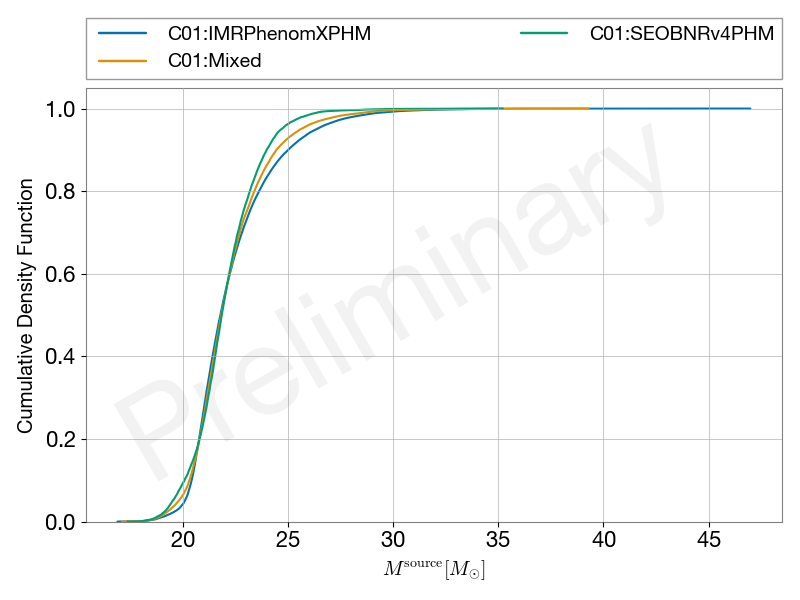 C01:IMRPhenomXPHM
C01:SEOBNRv4PHM
C01:Mixed
1.0
0.8
0.6
0.4
0.2
0.0
Cumulative Density Function
Preliminary
20 25 30 35 40 45
M^source[M_⊙]